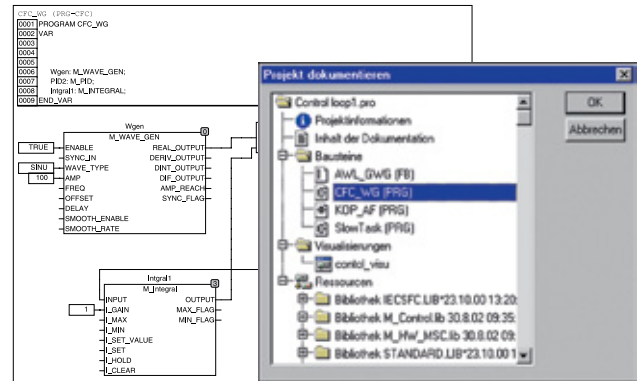 CFC_WG (PRG-CFC)
0001 PROGRAM CFC_WG
0002 VAR
0003
0004
0005
0006 Wgen: M_WAVE_GEN;
0007 PID2: M_PID;
0008 Intgral1: M_INTEGRAL;
0009 END_VAR
Wgen
M_WAVE_GEN 0
TRUE ENABLE REAL_OUTPUT
SYNC_IN DERIV_OUTPUT
SINU WAVE_TYPE DINT_OUTPUT
100 AMP DIF_OUTPUT
FREQ AMP_REACH
OFFSET SYNC_FLAG
DELAY
SMOOTH_ENABLE
SMOOTH_RATE
Intgral1
M_Integral 3
INPUT OUTPUT
1 I_GAIN MAX_FLAG
I_MAX MIN_FLAG
I_MIN
I_SET_VALUE
I_SET
I_HOLD
I_CLEAR
Projekt dokumentieren
Control loop1.pro
Projektinformationen
Inhalt der Dokumentation
Bausteine
AWL_GWG (FB)
CFC_WG (PRG)
KOP_AF (PRG)
SlowTask (PRG)
Visualisierungen
contol_visu
Ressourcen
Bibliothek IECSFC.LIB*23.10.00 13:20:
Bibliothek M_Control.lib 30.8.02 09:35:
Bibliothek M_HW_MSC.lib 30.8.02 09:
Bibliothek STANDARD.LIB*23.10.00 1
OK
Abbrechen